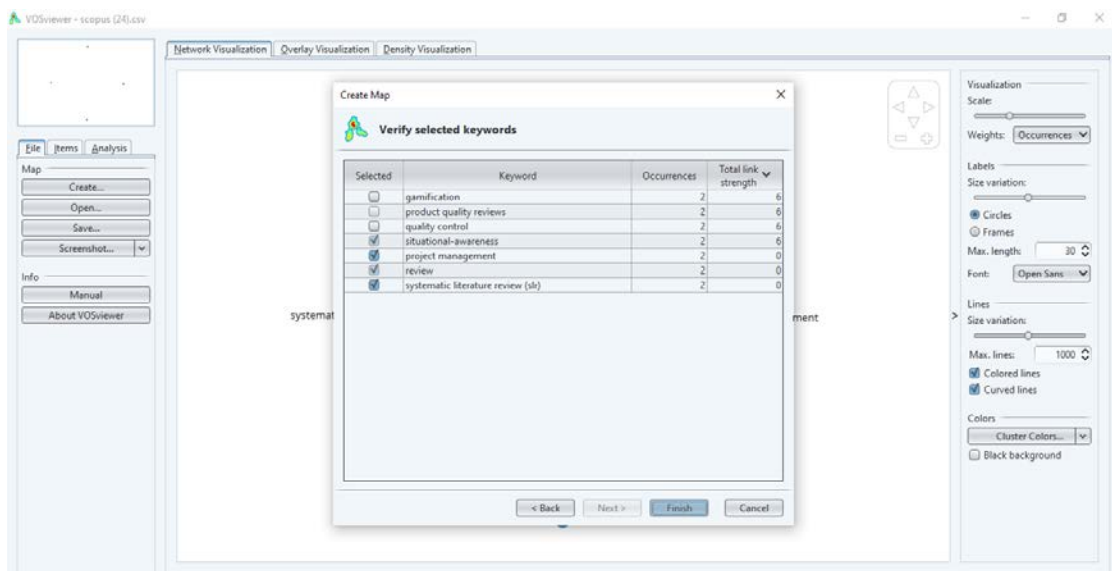 VOSviewer - scopus (24).csv
Network Visualization Overlay Visualization Density Visualization
File Items Analysis
Map
Create...
Open...
Save...
Screenshot...
Info
Manual
About VOSviewer
systemat
ment
Create Map
Verify selected keywords
Selected Keyword Occurrences Total link strength
gamification 2 6
product quality reviews 2 6
quality control 2 6
situational-awareness 2 6
project management 2 0
review 2 0
systematic literature review (slr) 2 0
< Back Next > Finish Cancel
Visualization
Scale:
Weights: Occurrences
Labels
Size variation:
Circles
Frames
Max. length: 30
Font: Open Sans
Lines
Size variation:
Max. lines: 1000
Colored lines
Curved lines
Colors
Cluster Colors...
Black background